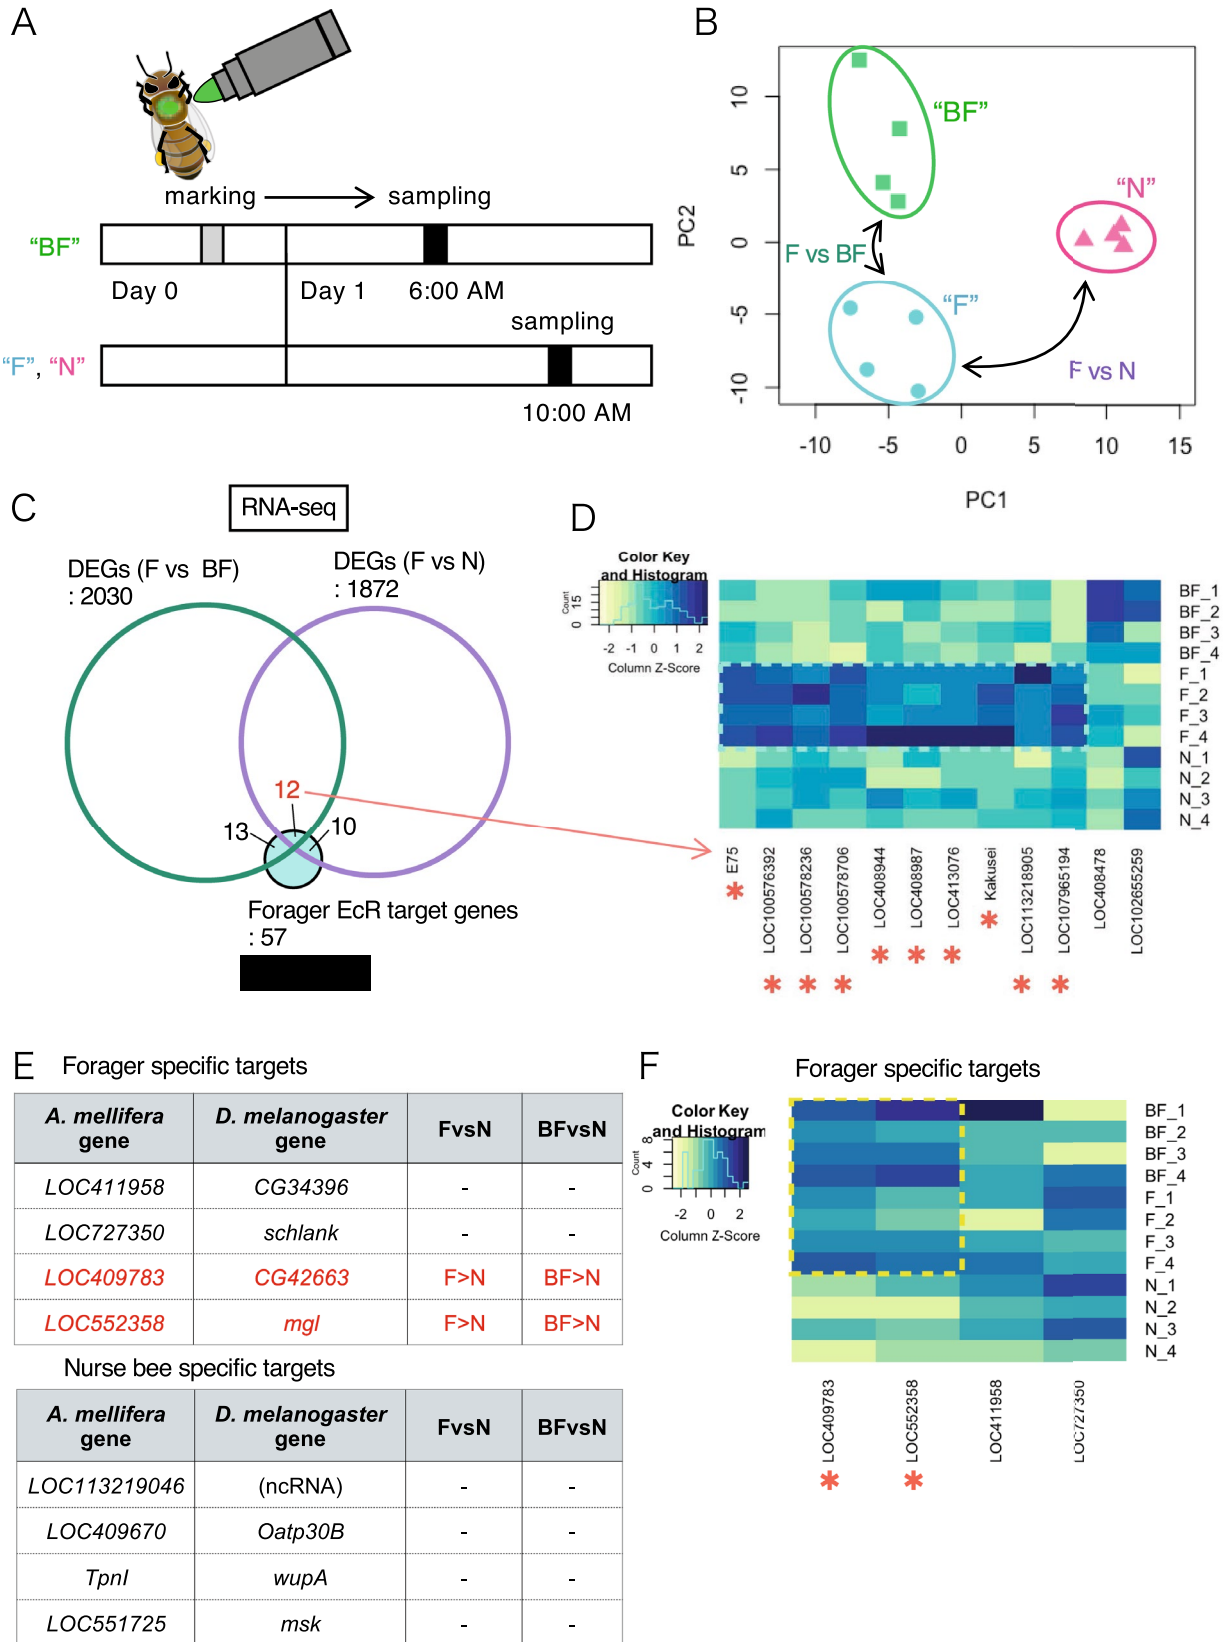 A
marking
sampling
"BF"
Day 0
Day 1
6:00 AM
sampling
"F", "N"
10:00 AM
B
PC2
10
5
0
-5
-10
"BF"
"N"
F vs BF
"F"
F vs N
-10 -5 0 5 10 15
PC1
C
RNA-seq
DEGs (F vs BF)
: 2030
DEGs (F vs N)
: 1872
12
13
10
Forager EcR target genes
: 57
D
Color Key
and Histogram
Count
0 15
-2 -1 0 1 2
Column Z-Score
BF_1
BF_2
BF_3
BF_4
F_1
F_2
F_3
F_4
N_1
N_2
N_3
N_4
E75
LOC100576392
LOC100578236
LOC100578706
LOC408944
LOC408987
LOC413076
Kakusei
LOC113218905
LOC107965194
LOC408478
LOC102655259
* * * * * * * * * *
E
Forager specific targets
A. mellifera gene D. melanogaster gene FvsN BFvsN
LOC411958 CG34396 - -
LOC727350 schlank - -
LOC409783 CG42663 F>N BF>N
LOC552358 mgl F>N BF>N
Nurse bee specific targets
A. mellifera gene D. melanogaster gene FvsN BFvsN
LOC113219046 (ncRNA) - -
LOC409670 Oatp30B - -
TpnI wupA - -
LOC551725 msk - -
F
Forager specific targets
Color Key
and Histogram
Count
0 4 8
-2 0 2
Column Z-Score
BF_1
BF_2
BF_3
BF_4
F_1
F_2
F_3
F_4
N_1
N_2
N_3
N_4
LOC409783
LOC552358
LOC411958
LOC727350
* *